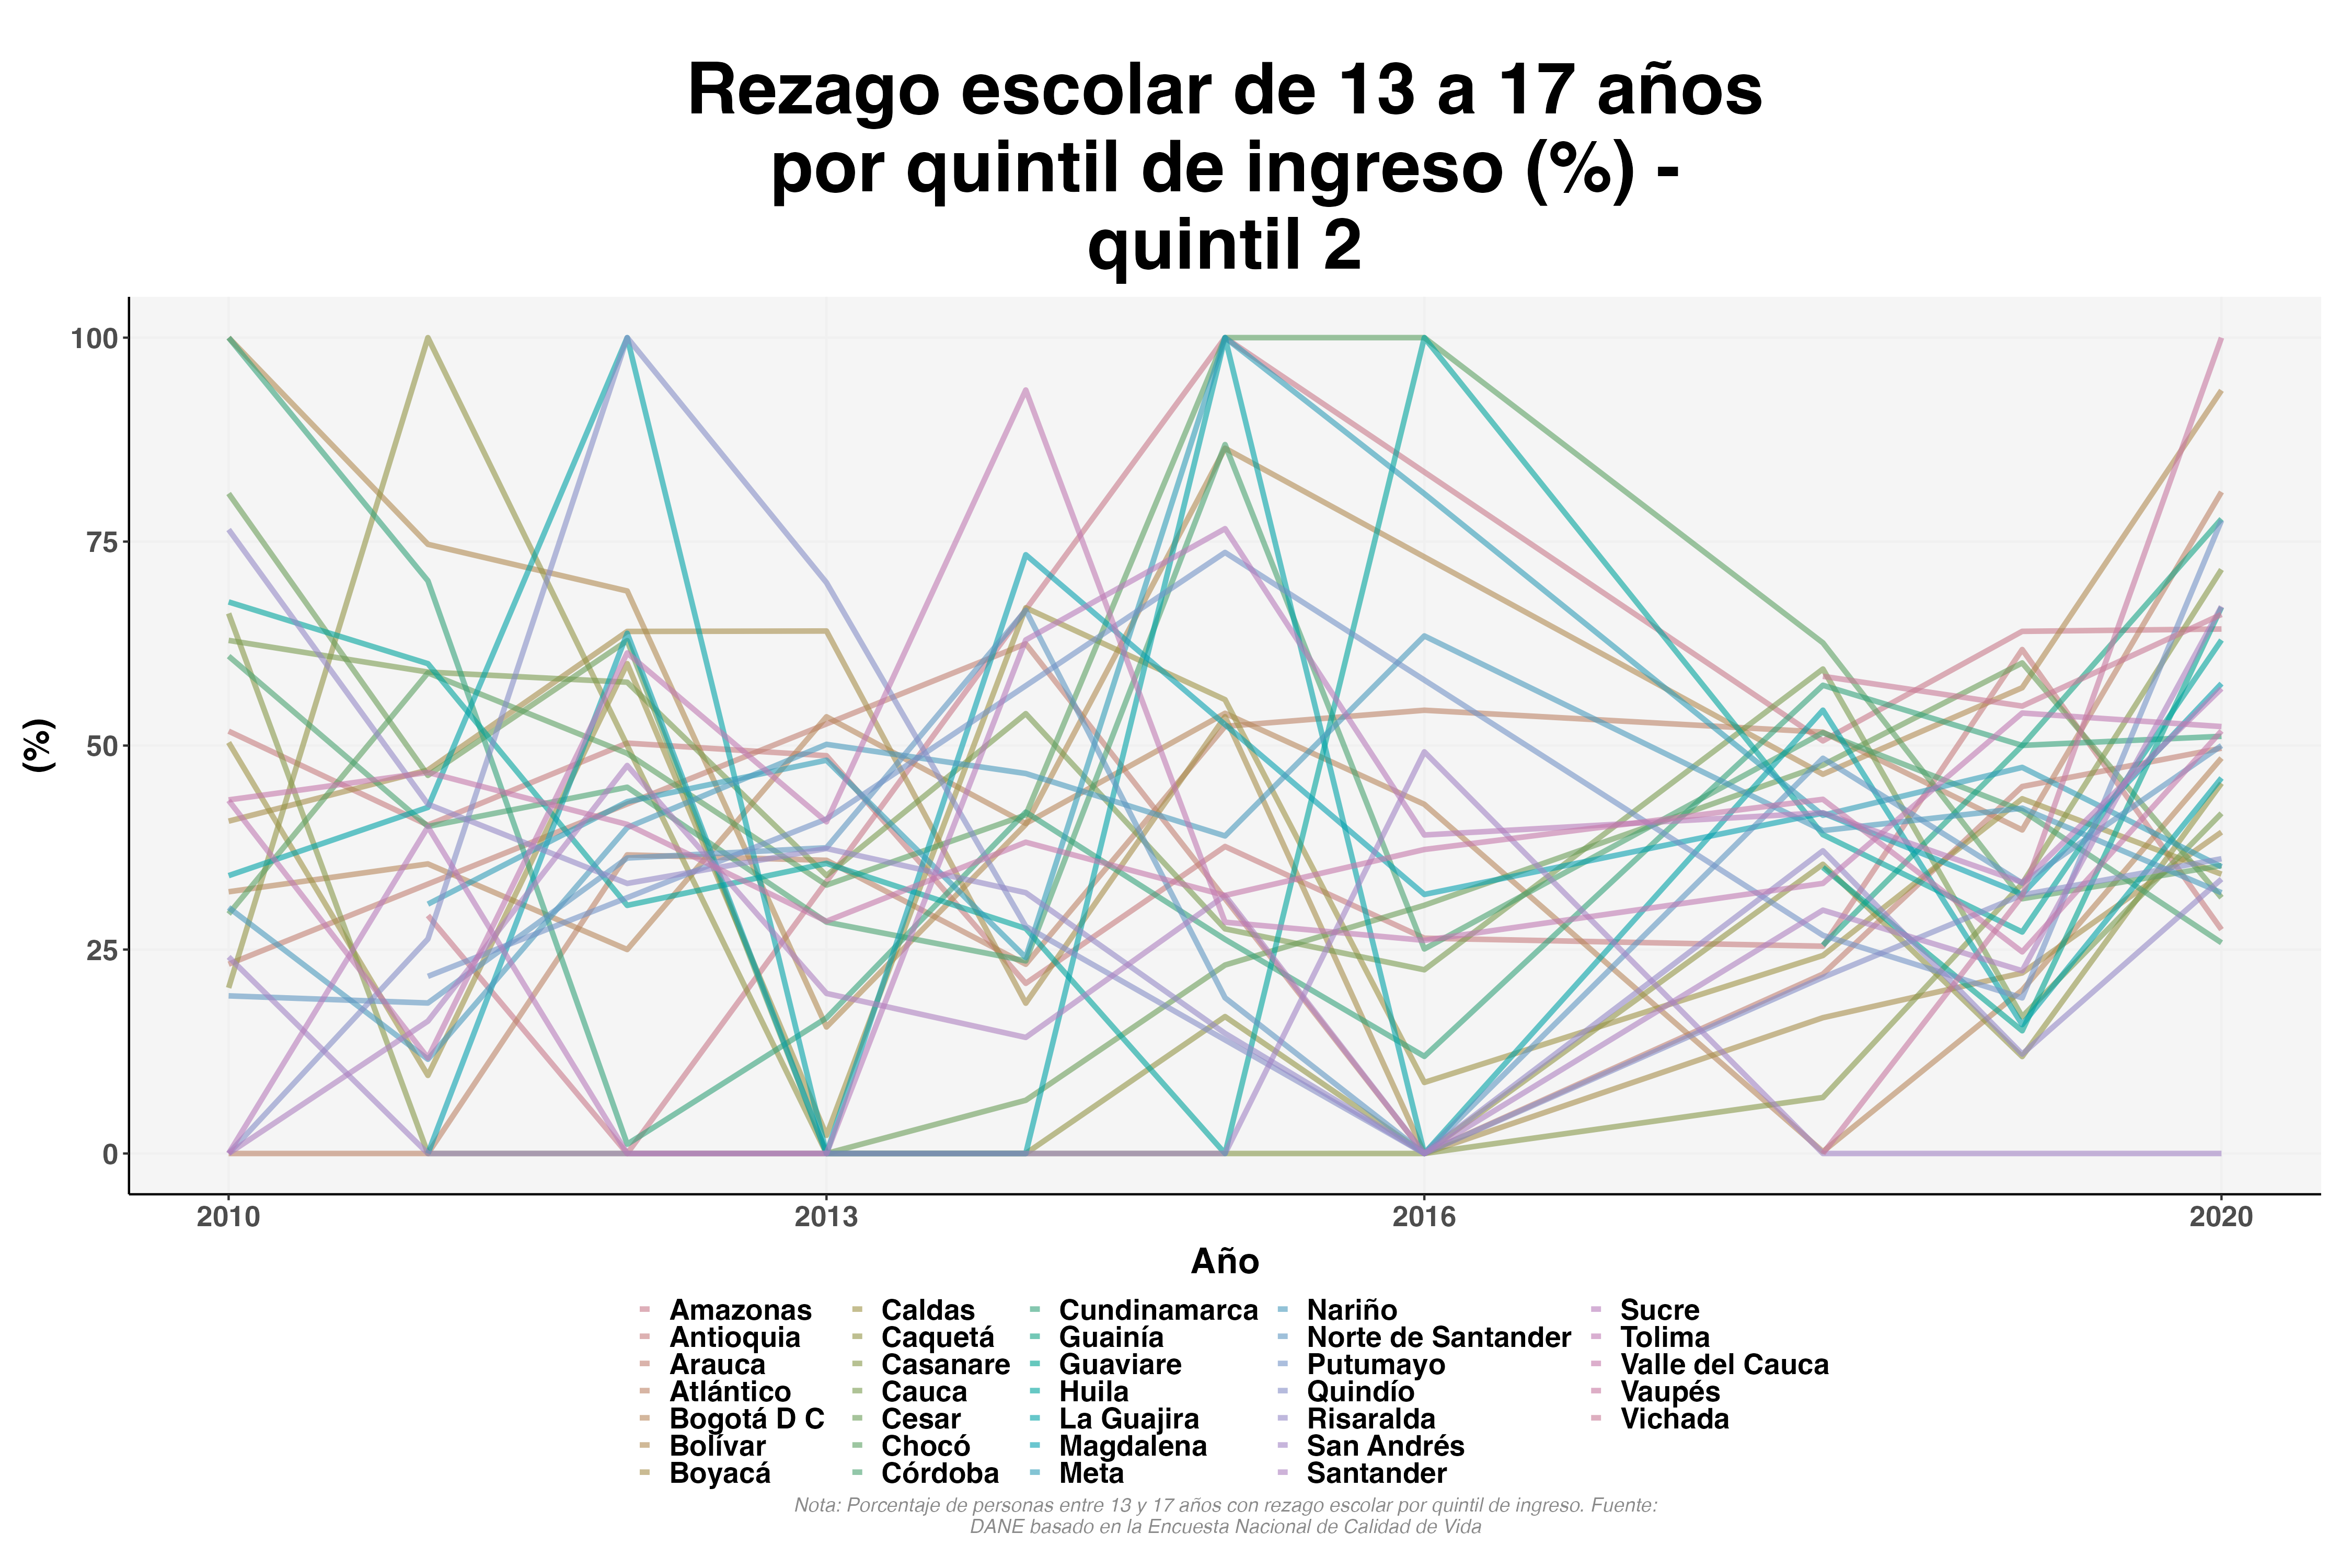 Rezago escolar de 13 a 17 años
por quintil de ingreso (%) -
quintil 2
(%)
100
75
50
25
0
2010 2013 2016 2020
Año
Amazonas Caldas Cundinamarca Nariño Sucre
Antioquia Caquetá Guainía Norte de Santander Tolima
Arauca Casanare Guaviare Putumayo Valle del Cauca
Atlántico Cauca Huila Quindío Vaupés
Bogotá D C Cesar La Guajira Risaralda Vichada
Bolívar Chocó Magdalena San Andrés
Boyacá Córdoba Meta Santander
Nota: Porcentaje de personas entre 13 y 17 años con rezago escolar por quintil de ingreso. Fuente:
DANE basado en la Encuesta Nacional de Calidad de Vida